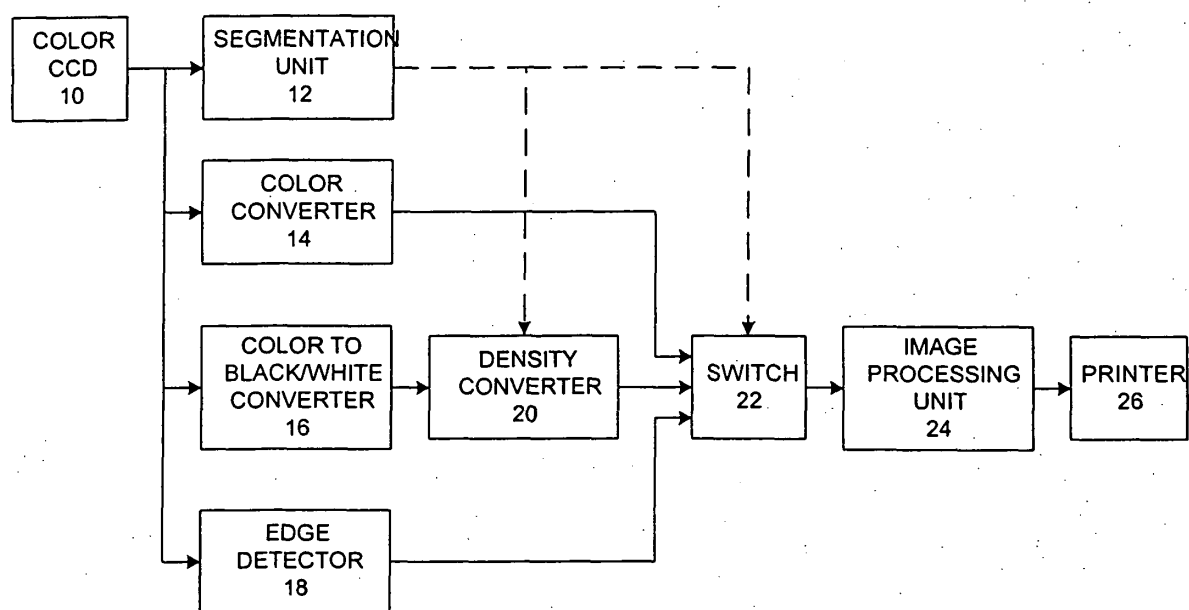 COLOR
CCD
10
SEGMENTATION
UNIT
12
COLOR
CONVERTER
14
COLOR TO
BLACK/WHITE
CONVERTER
16
DENSITY
CONVERTER
20
SWITCH
22
IMAGE
PROCESSING
UNIT
24
PRINTER
26
EDGE
DETECTOR
18